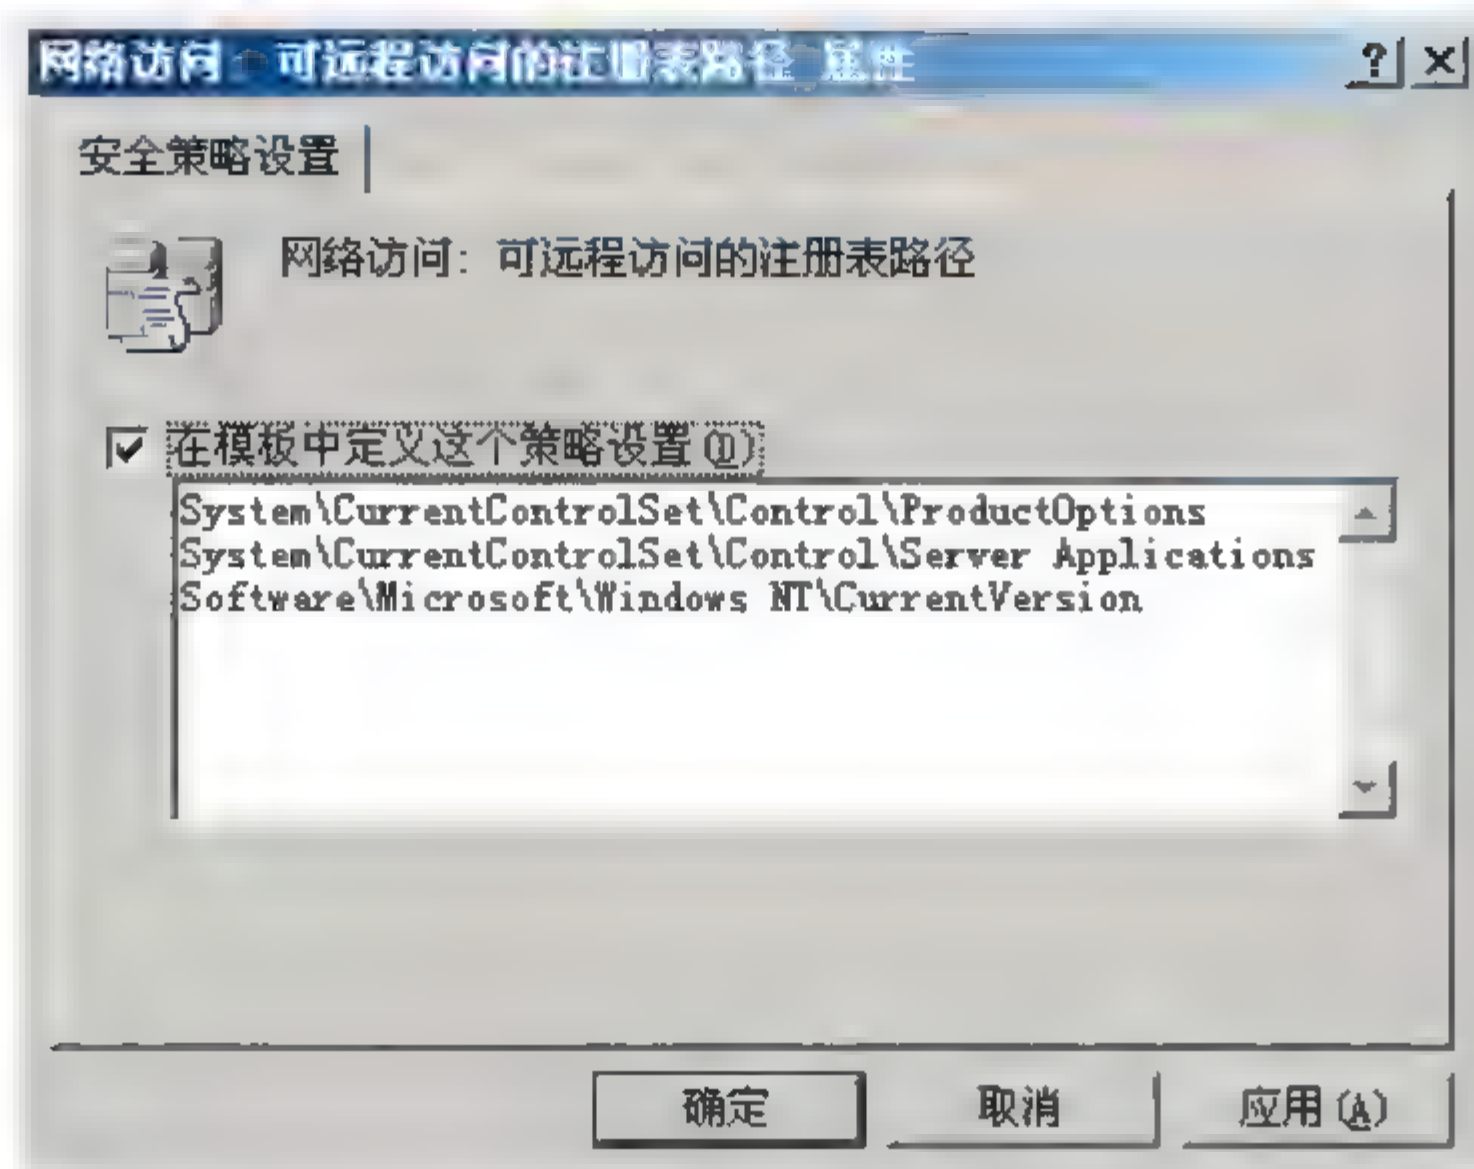 网络访问: 可远程访问的注册表路径 属性
安全策略设置
网络访问: 可远程访问的注册表路径
在模板中定义这个策略设置(D)
System\CurrentControlSet\Control\ProductOptions
System\CurrentControlSet\Control\Server Applications
Software\Microsoft\Windows NT\CurrentVersion
确定 取消 应用(A)